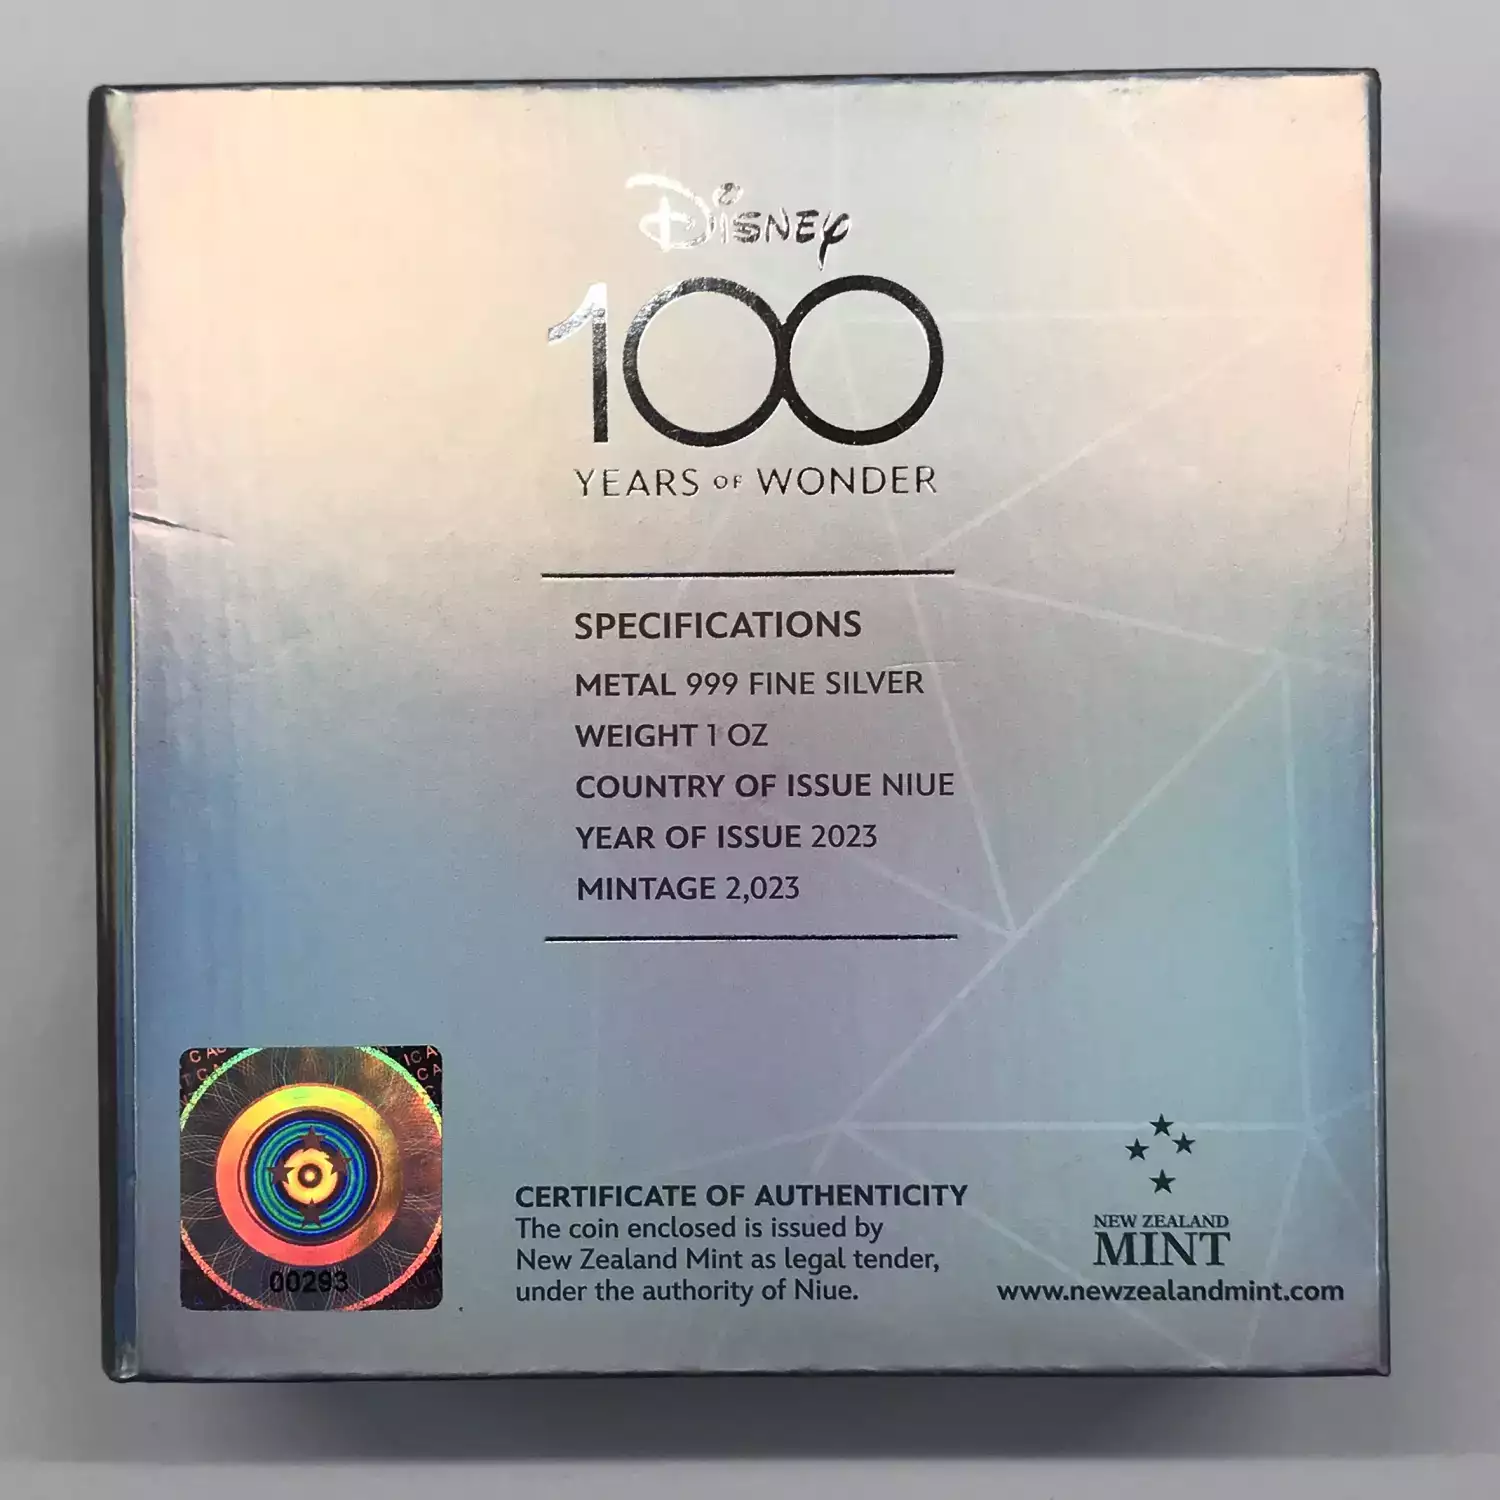 Disney
100
YEARS OF WONDER
SPECIFICATIONS
METAL 999 FINE SILVER
WEIGHT 1 OZ
COUNTRY OF ISSUE NIUE
YEAR OF ISSUE 2023
MINTAGE 2,023
00293
CERTIFICATE OF AUTHENTICITY
The coin enclosed is issued by
New Zealand Mint as legal tender,
under the authority of Niue.
NEW ZEALAND
MINT
www.newzealandmint.com